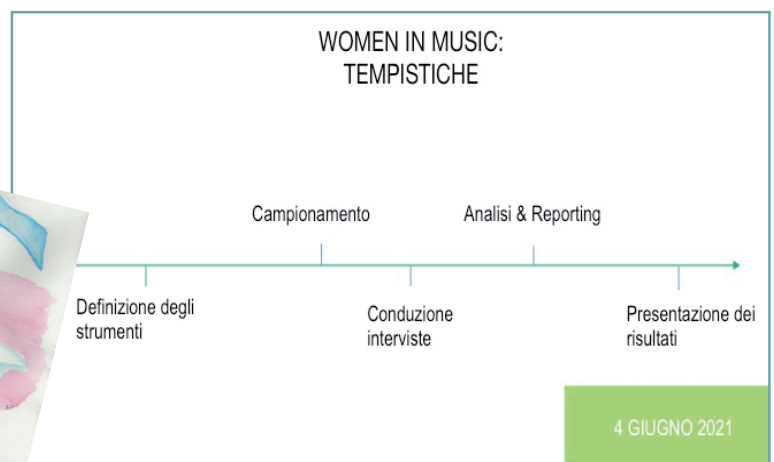 WOMEN IN MUSIC:
TEMPISTICHE
Campionamento
Analisi & Reporting
Definizione degli
strumenti
Conduzione
interviste
Presentazione dei
risultati
4 GIUGNO 2021